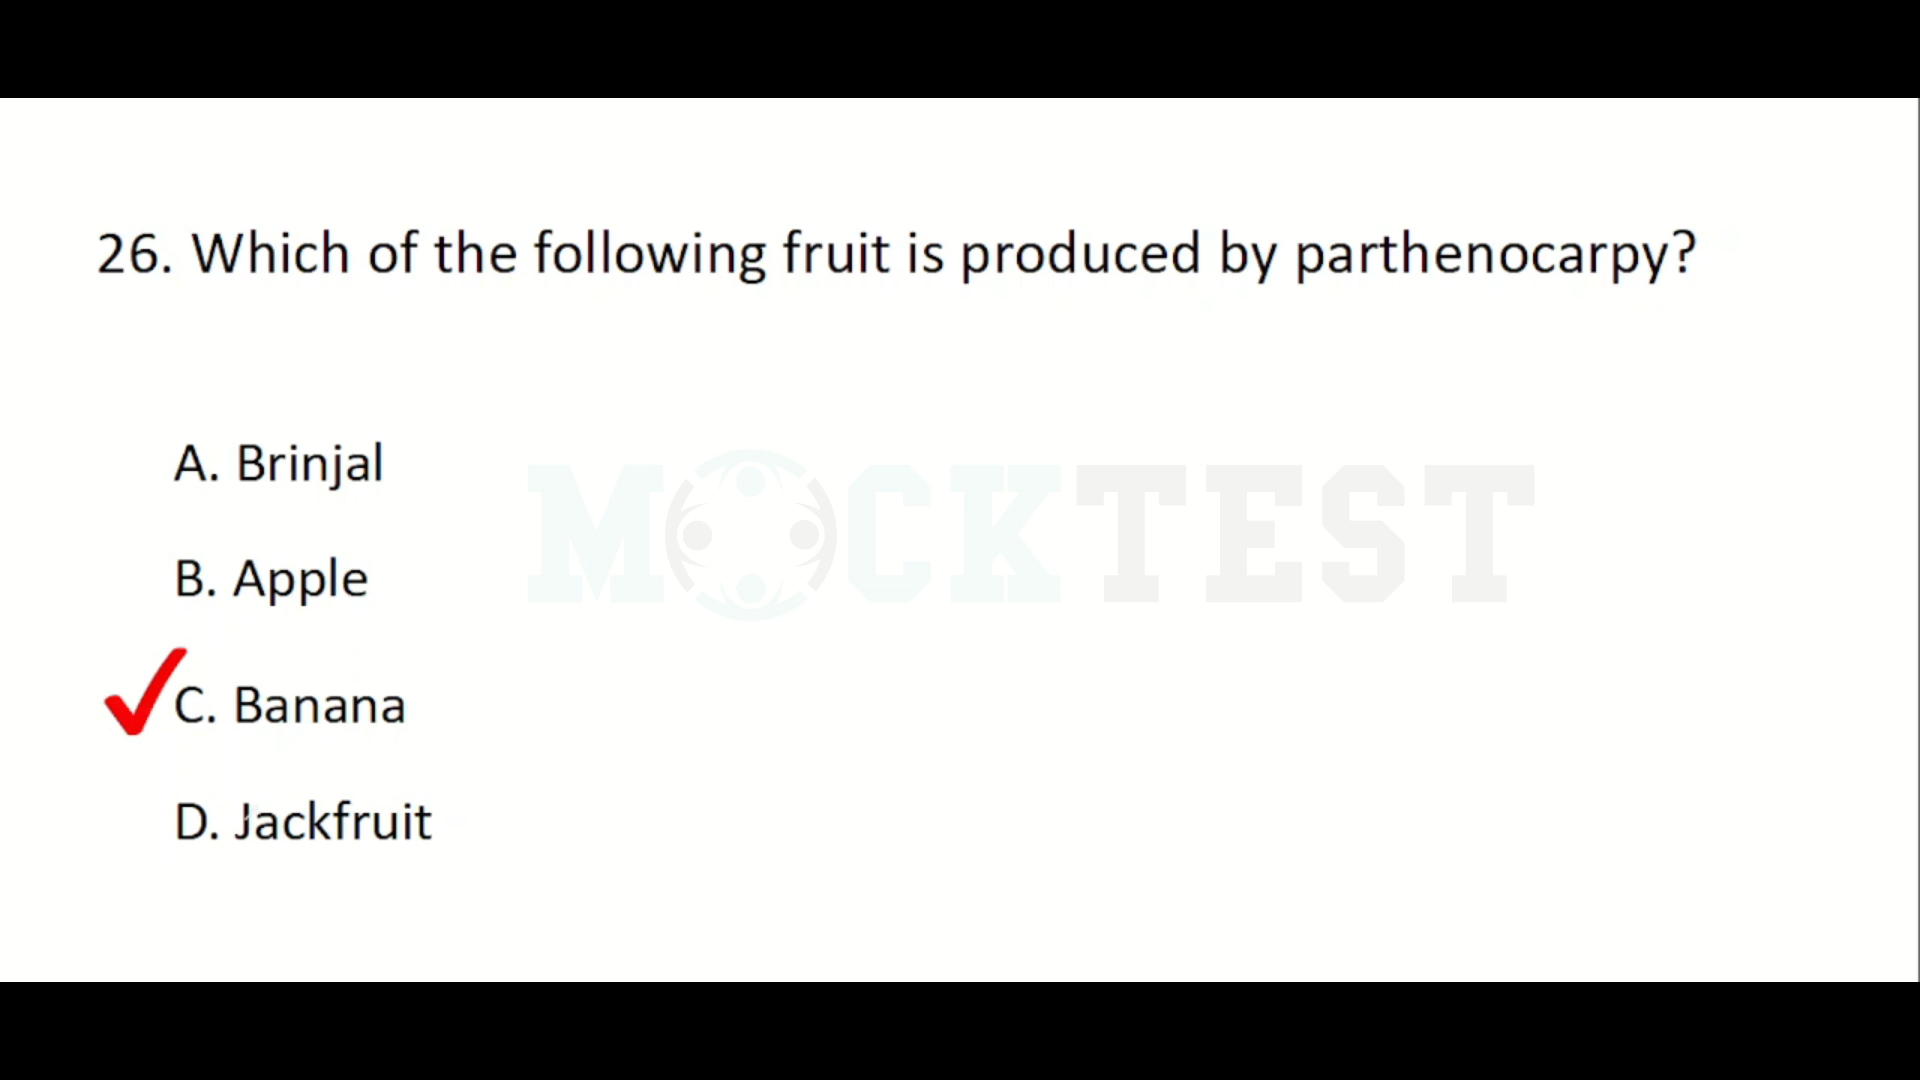 26. Which of the following fruit is produced by parthenocarpy?
A. Brinjal
MOCKTEST
B. Apple
C. Banana
D. Jackfruit